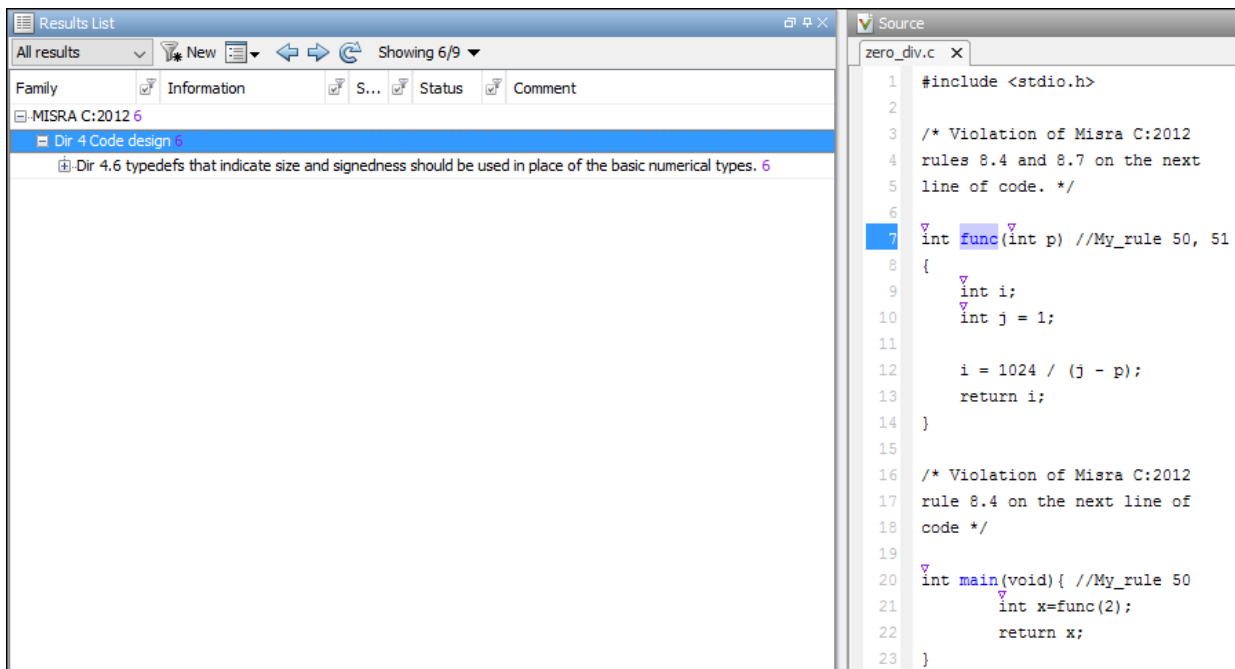 Results List
All results New Showing 6/9
Family Information S... Status Comment
MISRA C:2012 6
Dir 4 Code design 6
Dir 4.6 typedefs that indicate size and signedness should be used in place of the basic numerical types. 6
Source
zero_div.c X
1 #include <stdio.h>
2
3 /* Violation of Misra C:2012
4 rules 8.4 and 8.7 on the next
5 line of code. */
6
7 int func(int p) //My_rule 50, 51
8 {
9 int i;
10 int j = 1;
11
12 i = 1024 / (j - p);
13 return i;
14 }
15
16 /* Violation of Misra C:2012
17 rule 8.4 on the next line of
18 code */
19
20 int main(void){ //My_rule 50
21 int x=func(2);
22 return x;
23 }